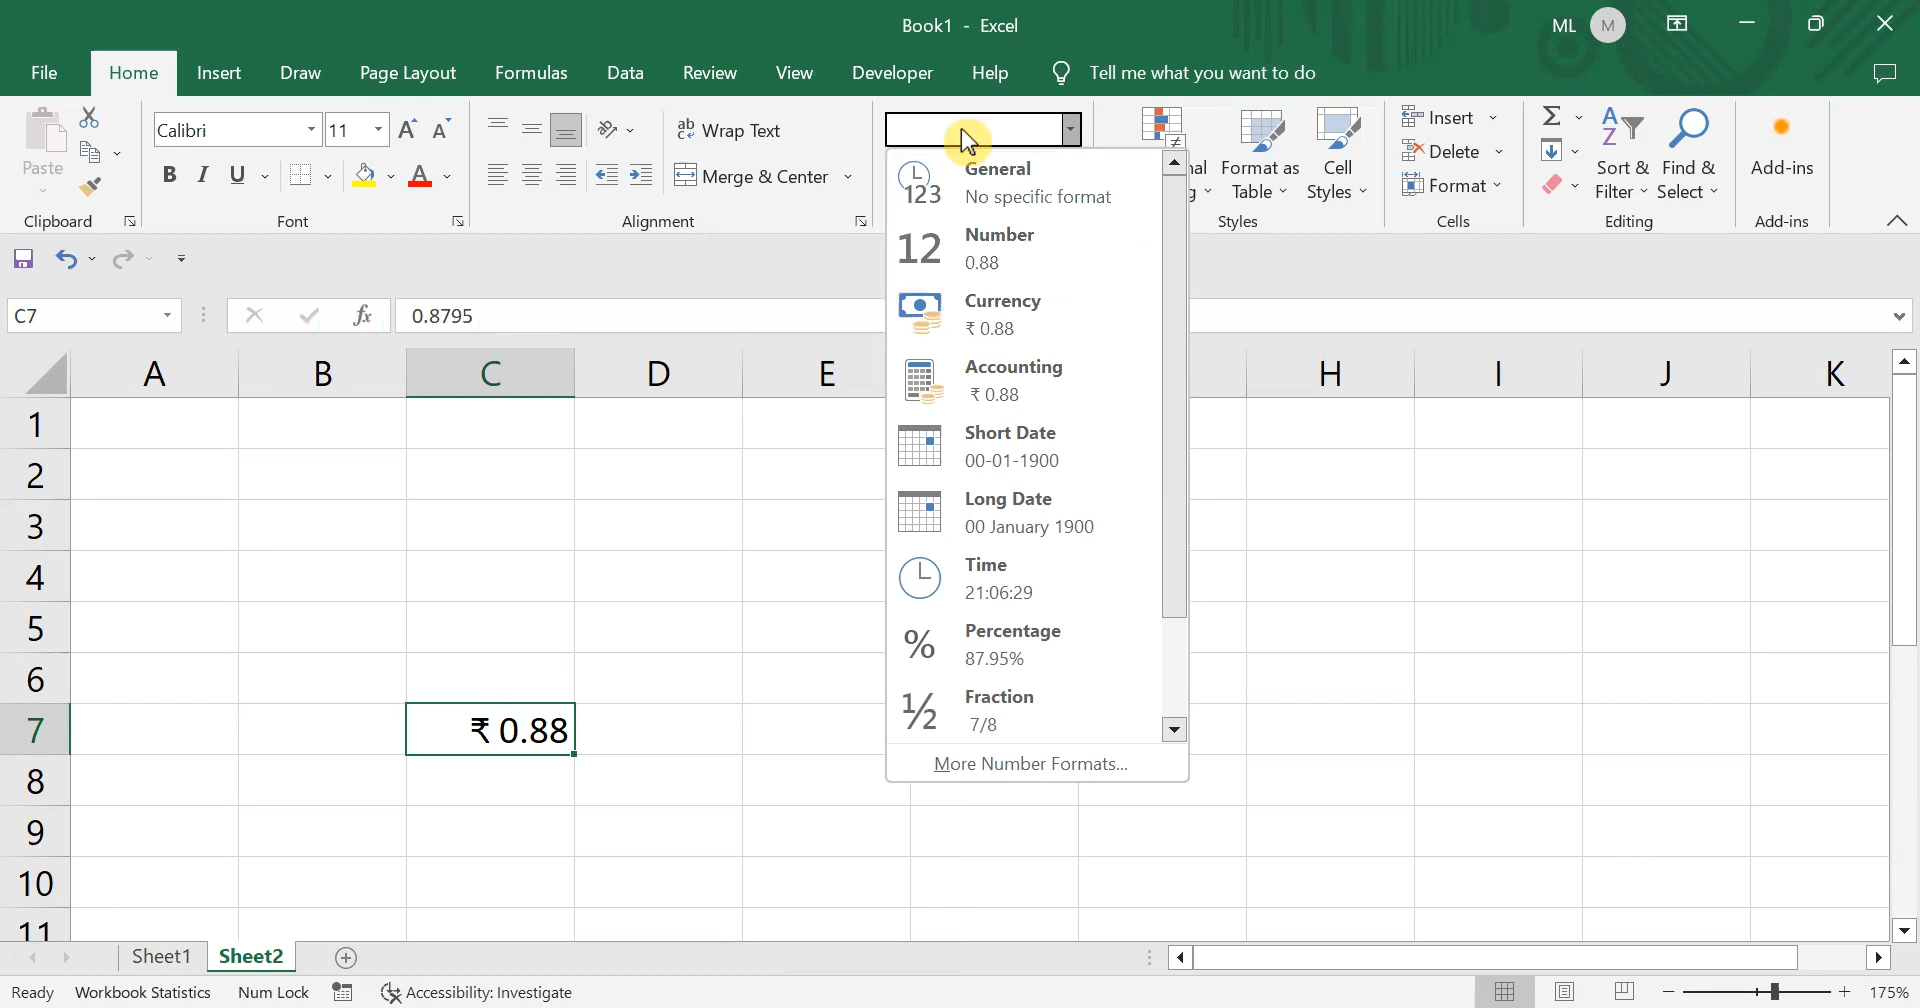 Book1 - Excel
ML M
File Home Insert Draw Page Layout Formulas Data Review View Developer Help Tell me what you want to do
Paste
Clipboard
Calibri 11
B I U
Font
ab Wrap Text
Merge & Center
Alignment
Format as Table
Cell Styles
Styles
Insert
Delete
Format
Cells
Sort & Filter
Find & Select
Editing
Add-ins
Add-ins
General
No specific format
Number
0.88
Currency
₹ 0.88
Accounting
₹ 0.88
Short Date
00-01-1900
Long Date
00 January 1900
Time
21:06:29
Percentage
87.95%
Fraction
7/8
More Number Formats...
C7 fx 0.8795
A B C D E H I J K
1
2
3
4
5
6
7 ₹ 0.88
8
9
10
11
Sheet1 Sheet2
Ready Workbook Statistics Num Lock Accessibility: Investigate 175%